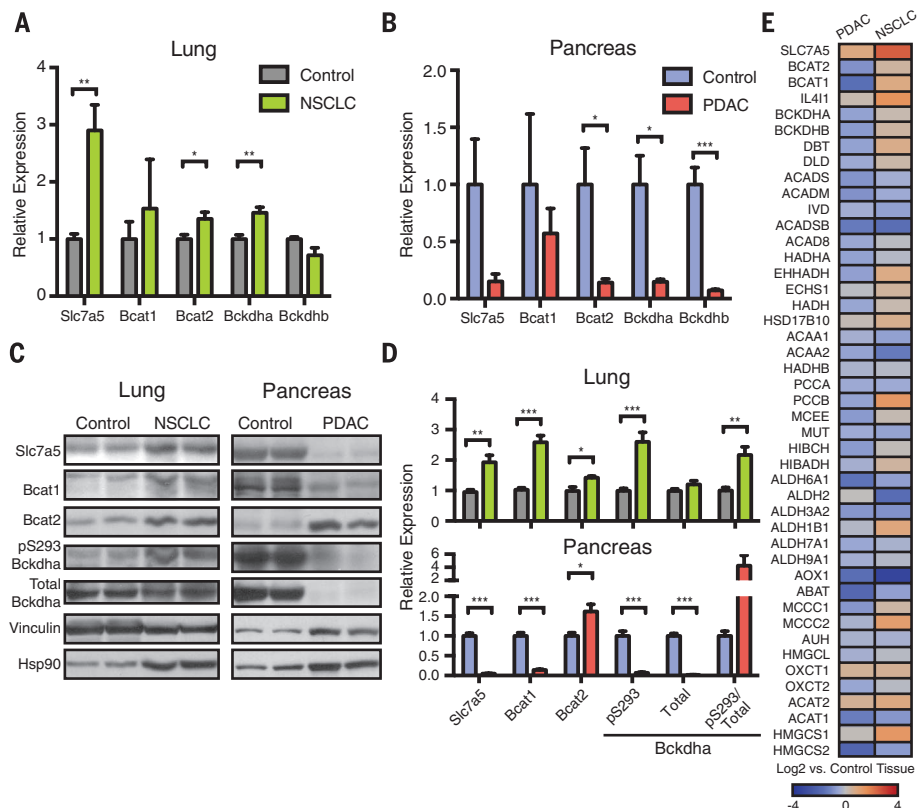 A
Lung
Relative Expression
4
3
2
1
0
**
*
**
Control
NSCLC
Slc7a5 Bcat1 Bcat2 Bckdha Bckdhb
B
Pancreas
Relative Expression
2.0
1.5
1.0
0.5
0.0
*
*
***
Control
PDAC
Slc7a5 Bcat1 Bcat2 Bckdha Bckdhb
C
Lung Pancreas
Control NSCLC Control PDAC
Slc7a5
Bcat1
Bcat2
pS293
Bckdha
Total
Bckdha
Vinculin
Hsp90
D
Relative Expression
Lung
4
3
2
1
0
**
***
*
***
**
Pancreas
6
4
2
2.0
1.5
1.0
0.5
0.0
***
***
*
***
***
Slc7a5 Bcat1 Bcat2 pS293 Total pS293/
Total
Bckdha
E
PDAC NSCLC
SLC7A5
BCAT2
BCAT1
IL4I1
BCKDHA
BCKDHB
DBT
DLD
ACADS
ACADM
IVD
ACADSB
ACAD8
HADHA
EHHADH
ECHS1
HADH
HSD17B10
ACAA1
ACAA2
HADHB
PCCA
PCCB
MCEE
MUT
HIBCH
HIBADH
ALDH6A1
ALDH2
ALDH3A2
ALDH1B1
ALDH7A1
ALDH9A1
AOX1
ABAT
MCCC1
MCCC2
AUH
HMGCL
OXCT1
OXCT2
ACAT2
ACAT1
HMGCS1
HMGCS2
Log2 vs. Control Tissue
-4 0 4